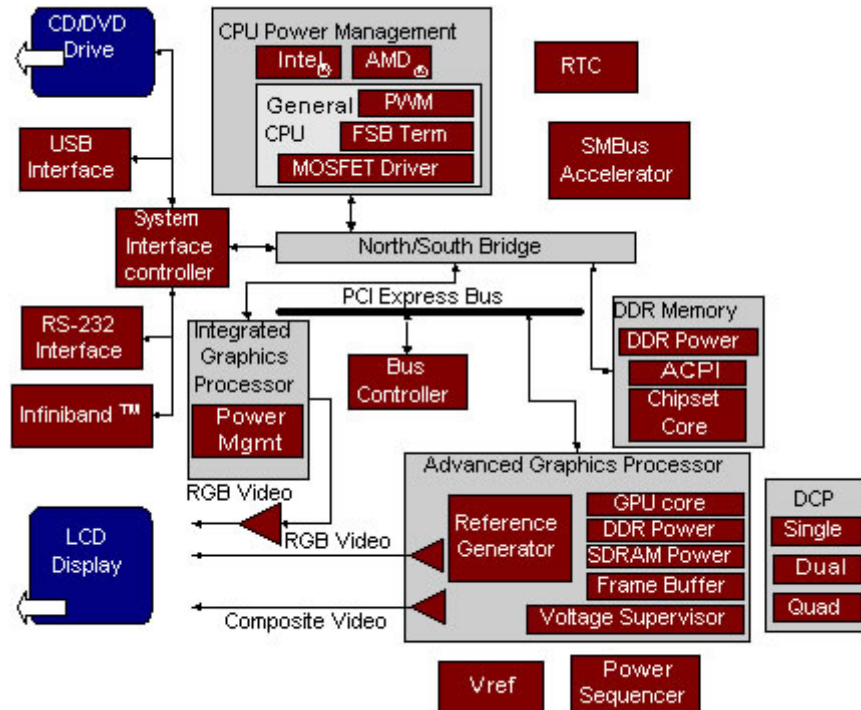 CD/DVD
Drive
CPU Power Management
Intel
AMD
General
CPU
PWM
FSB Term
MOSFET Driver
RTC
SMBus
Accelerator
USB
Interface
System
Interface
controller
North/South Bridge
PCI Express Bus
RS-232
Interface
Infiniband ™
Integrated
Graphics
Processor
Power
Mgmt
Bus
Controller
DDR Memory
DDR Power
ACPI
Chipset
Core
RGB Video
RGB Video
Composite Video
LCD
Display
Advanced Graphics Processor
Reference
Generator
GPU core
DDR Power
SDRAM Power
Frame Buffer
Voltage Supervisor
DCP
Single
Dual
Quad
Vref
Power
Sequencer